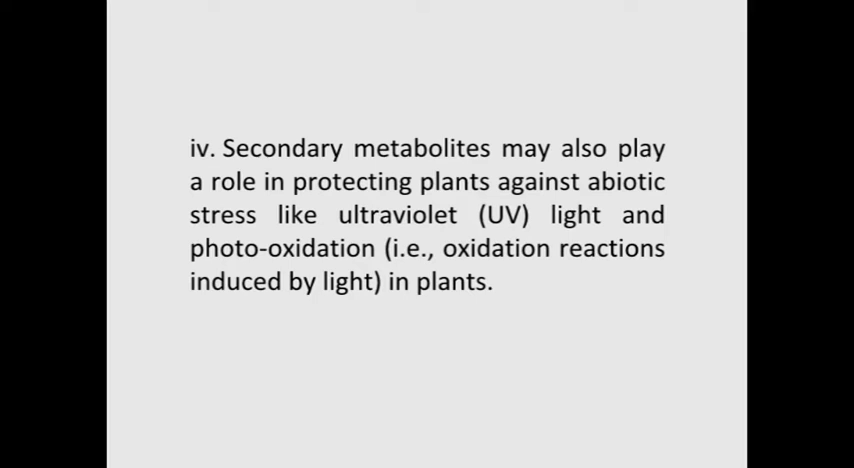 iv. Secondary metabolites may also play
a role in protecting plants against abiotic
stress like ultraviolet (UV) light and
photo-oxidation (i.e., oxidation reactions
induced by light) in plants.